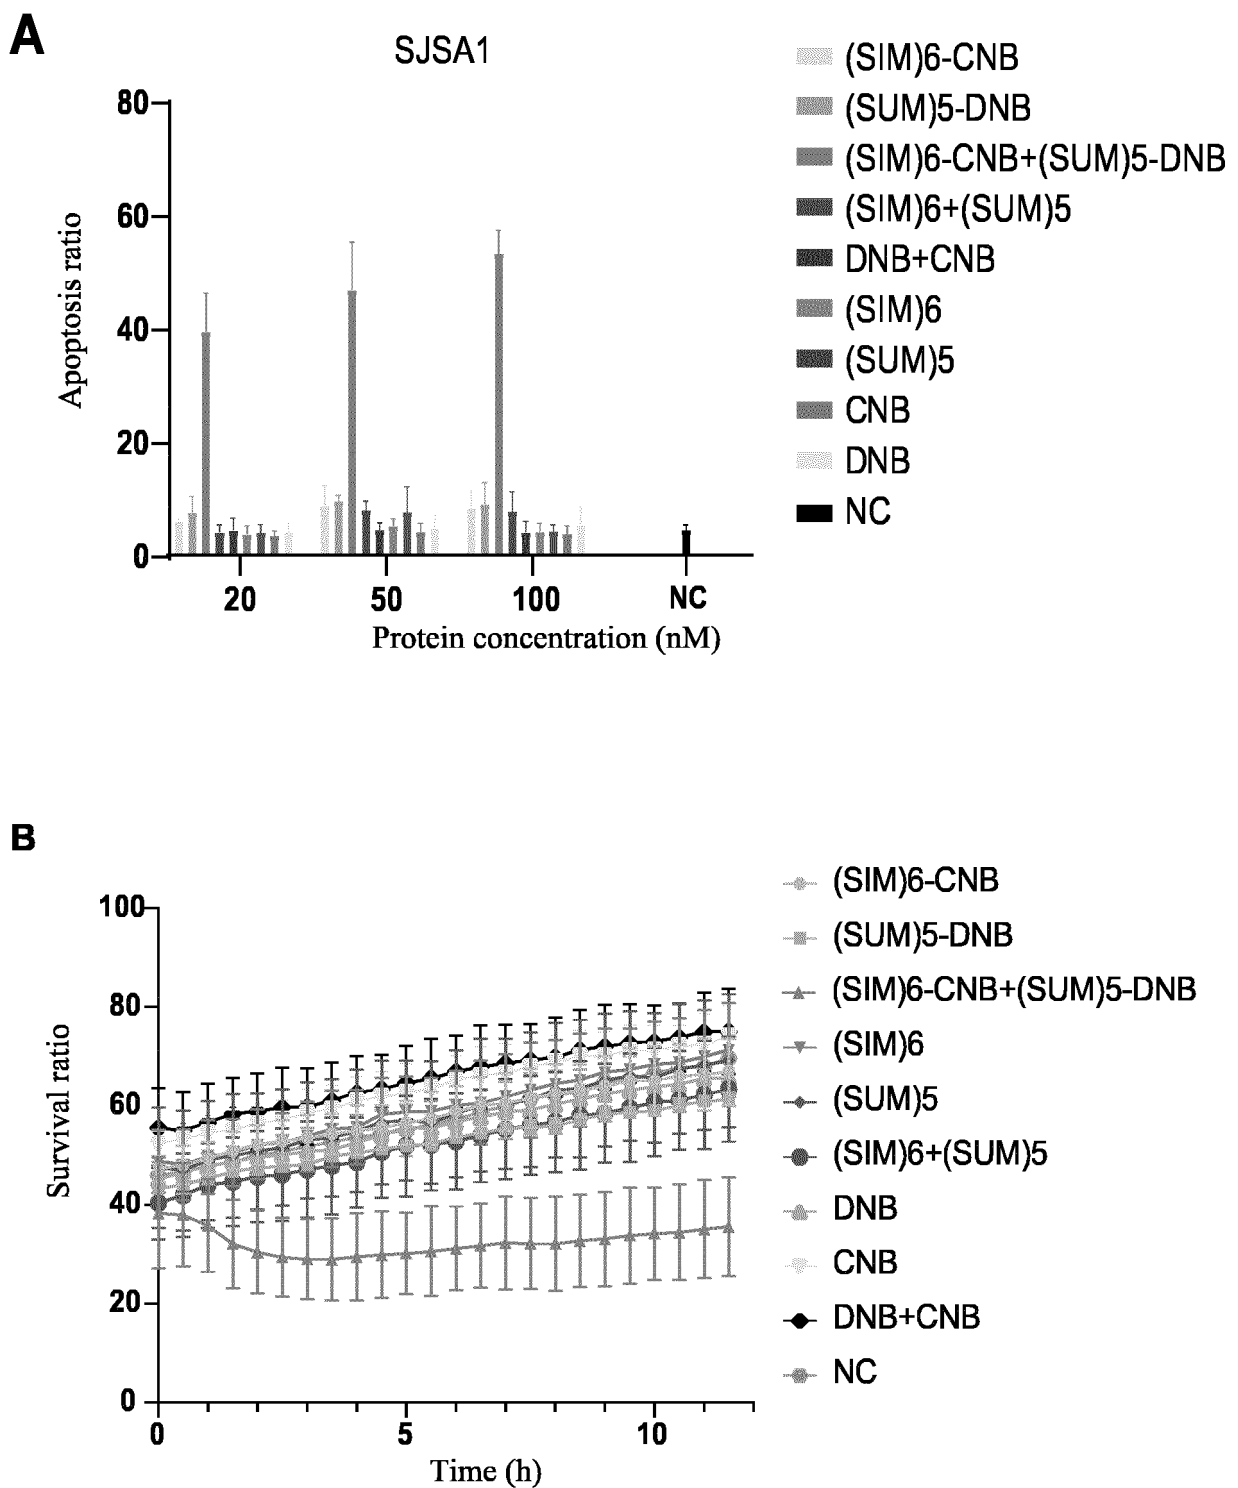 A
SJSA1
80
60
40
20
0
Apoptosis ratio
20 50 100 NC
Protein concentration (nM)
(SIM)6-CNB
(SUM)5-DNB
(SIM)6-CNB+(SUM)5-DNB
(SIM)6+(SUM)5
DNB+CNB
(SIM)6
(SUM)5
CNB
DNB
NC
B
100
80
60
40
20
0
Survival ratio
0 5 10
Time (h)
(SIM)6-CNB
(SUM)5-DNB
(SIM)6-CNB+(SUM)5-DNB
(SIM)6
(SUM)5
(SIM)6+(SUM)5
DNB
CNB
DNB+CNB
NC